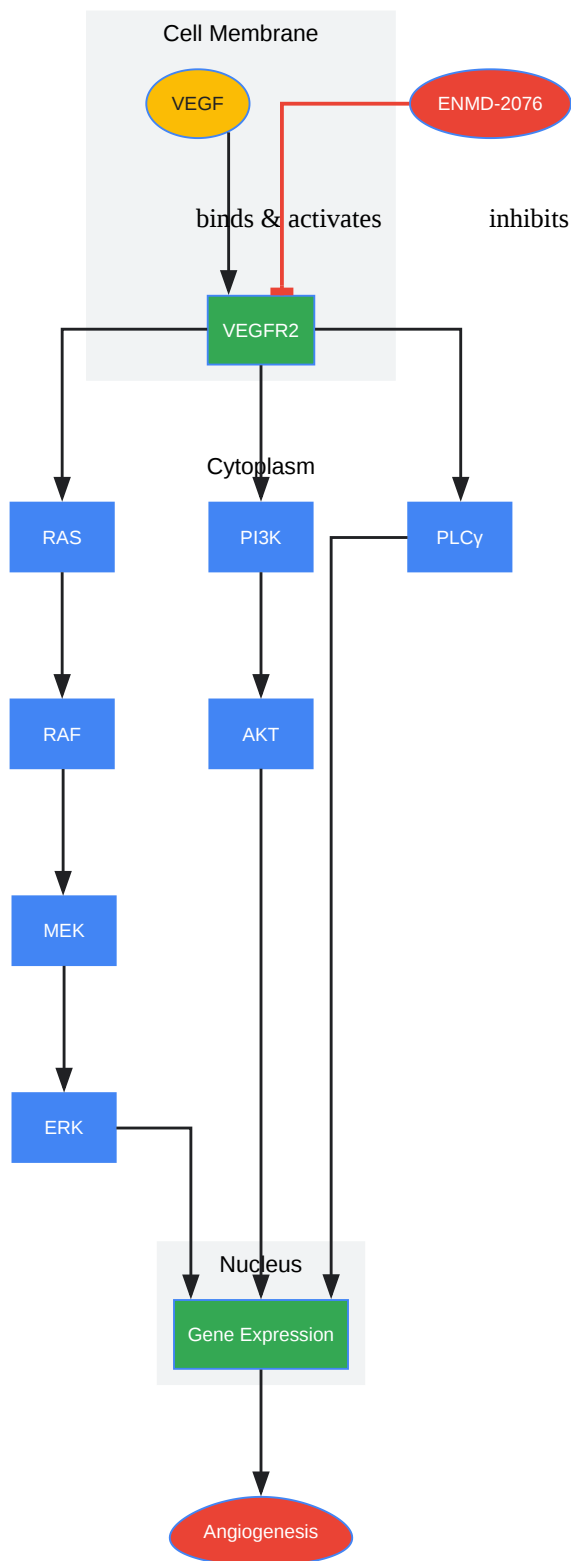 Cell Membrane
VEGF
ENMD-2076
binds & activates
inhibits
VEGFR2
Cytoplasm
RAS
PI3K
PLCγ
RAF
AKT
MEK
ERK
Nucleus
Gene Expression
Angiogenesis